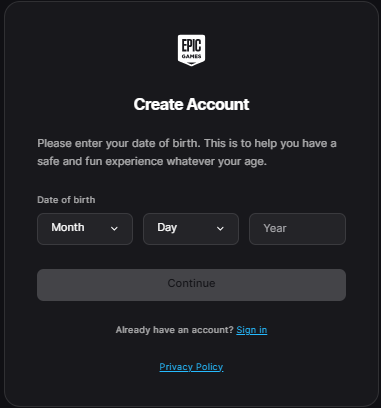 EPIC
GAMES
Create Account
Please enter your date of birth. This is to help you have a
safe and fun experience whatever your age.
Date of birth
Month Day Year
Continue
Already have an account? Sign in
Privacy Policy